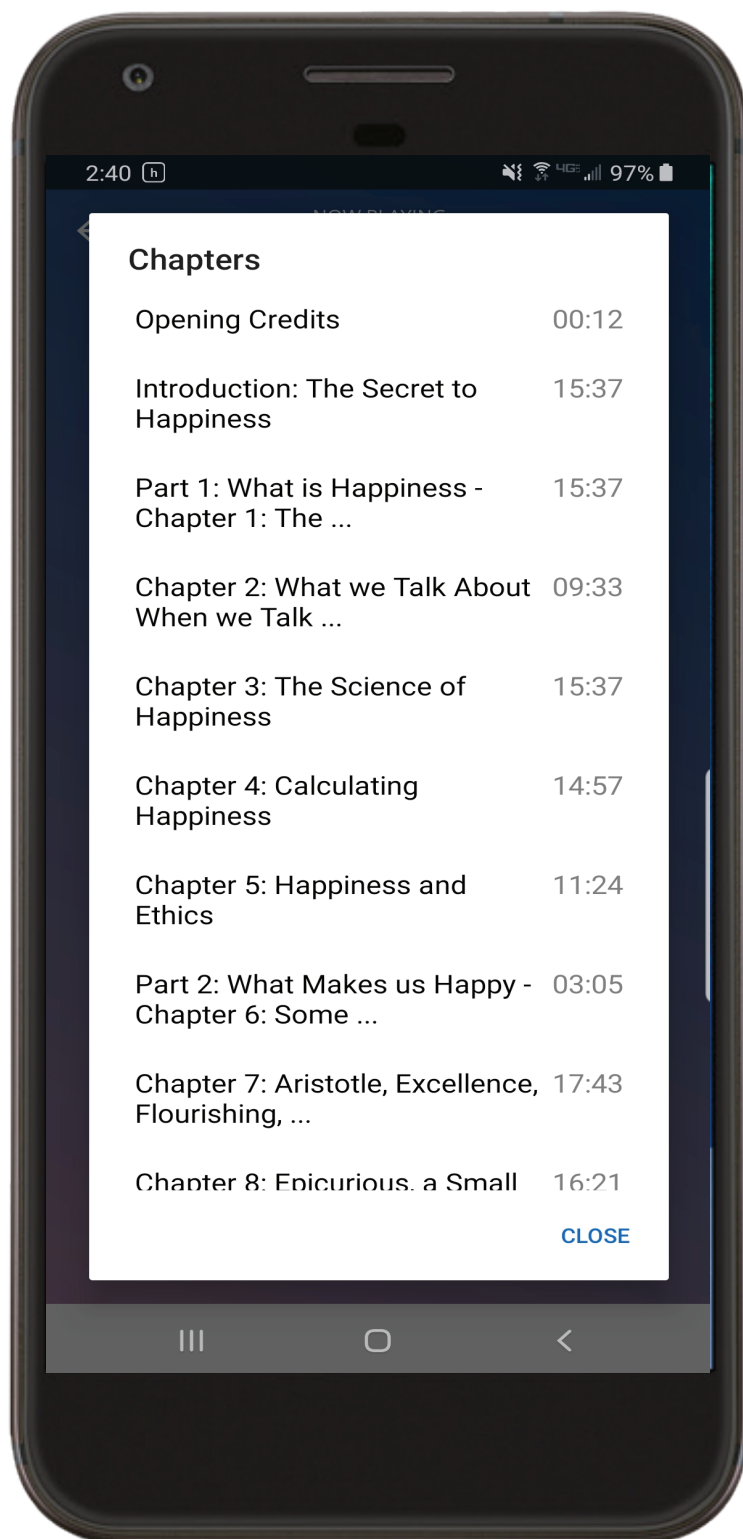 2:40 h 4GE 97%
NOW PLAYING
Chapters
Opening Credits 00:12
Introduction: The Secret to 15:37
Happiness
Part 1: What is Happiness - 15:37
Chapter 1: The ...
Chapter 2: What we Talk About 09:33
When we Talk ...
Chapter 3: The Science of 15:37
Happiness
Chapter 4: Calculating 14:57
Happiness
Chapter 5: Happiness and 11:24
Ethics
Part 2: What Makes us Happy - 03:05
Chapter 6: Some ...
Chapter 7: Aristotle, Excellence, 17:43
Flourishing, ...
Chapter 8: Epicurious, a Small 16:21
CLOSE